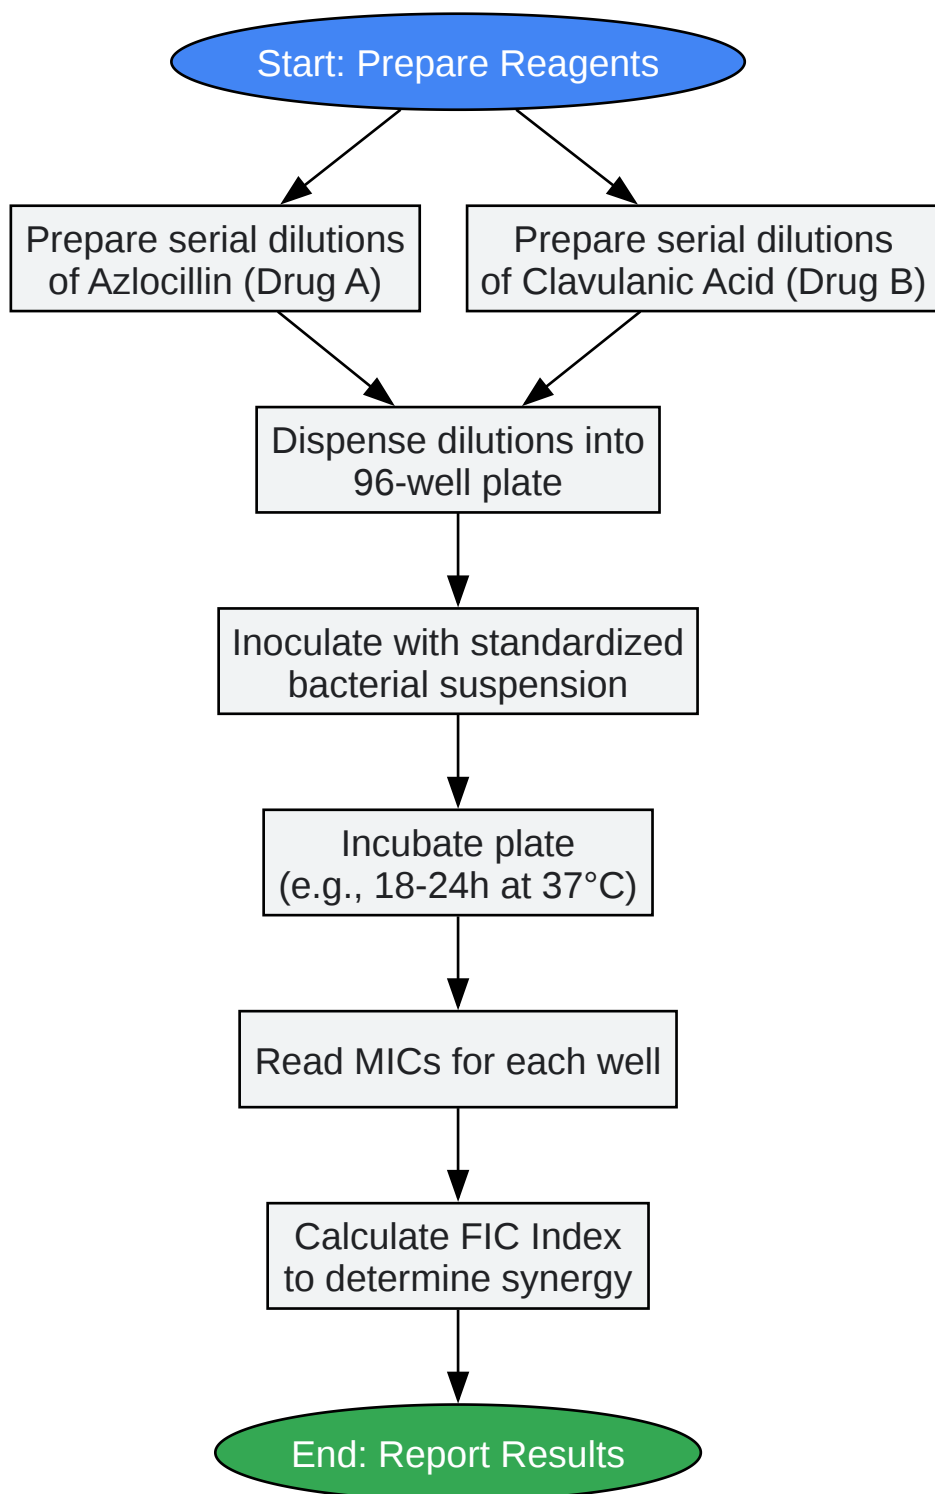 Start: Prepare Reagents
Prepare serial dilutions
of Azlocillin (Drug A)
Prepare serial dilutions
of Clavulanic Acid (Drug B)
Dispense dilutions into
96-well plate
Inoculate with standardized
bacterial suspension
Incubate plate
(e.g., 18-24h at 37°C)
Read MICs for each well
Calculate FIC Index
to determine synergy
End: Report Results